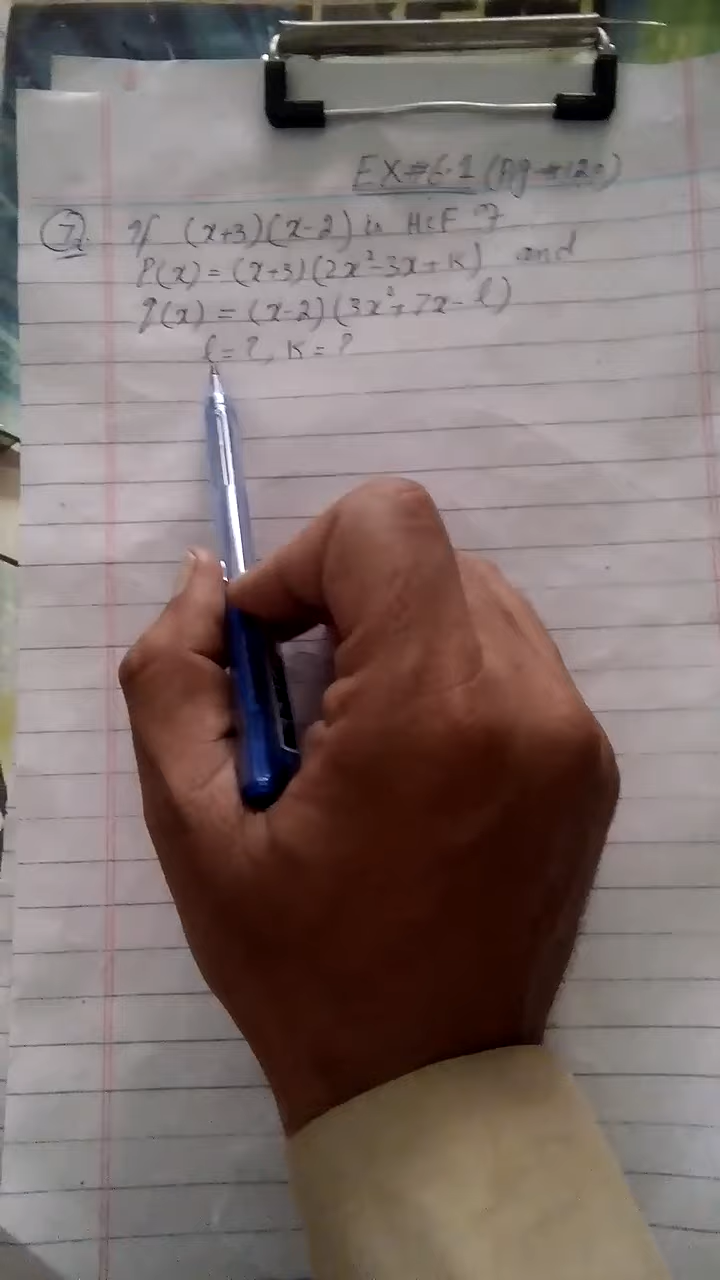 EX#6.1 (Pg #120)
7. If (x+3)(x-2) is HCF of
P(x) = (x+3)(2x²-3x+k) and
q(x) = (x-2)(3x²+7x-l)
l=?, k=?